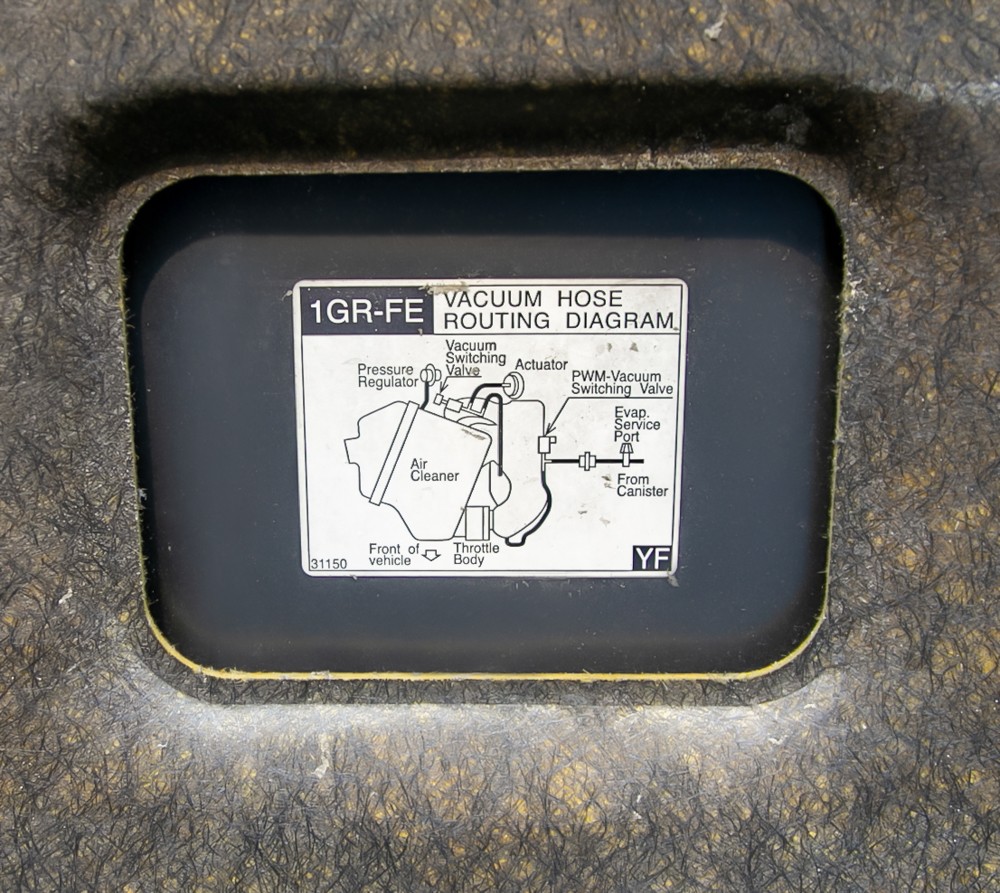 1GR-FE
VACUUM HOSE
ROUTING DIAGRAM
Vacuum
Switching
Valve
Pressure
Regulator
Actuator
PWM-Vacuum
Switching Valve
Evap.
Service
Port
Air
Cleaner
From
Canister
Front of
vehicle
Throttle
Body
31150
YF